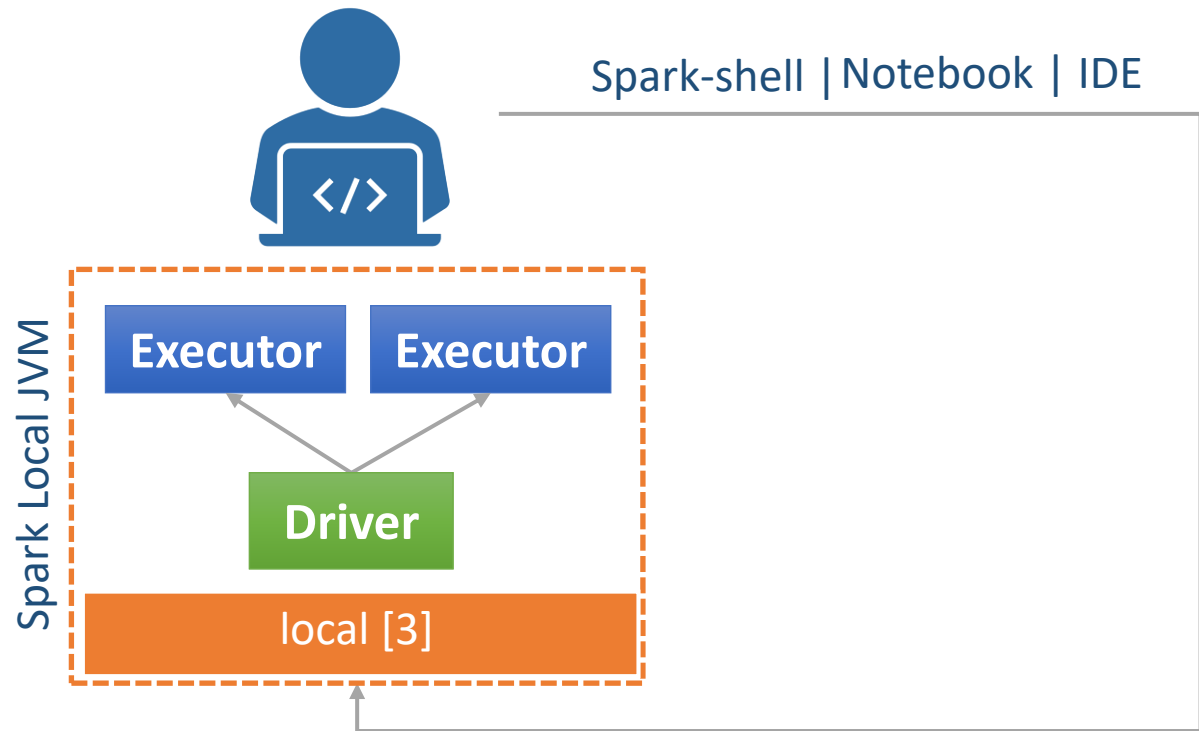 Spark-shell | Notebook | IDE
</>
Spark Local JVM
Executor
Executor
Driver
local [3]